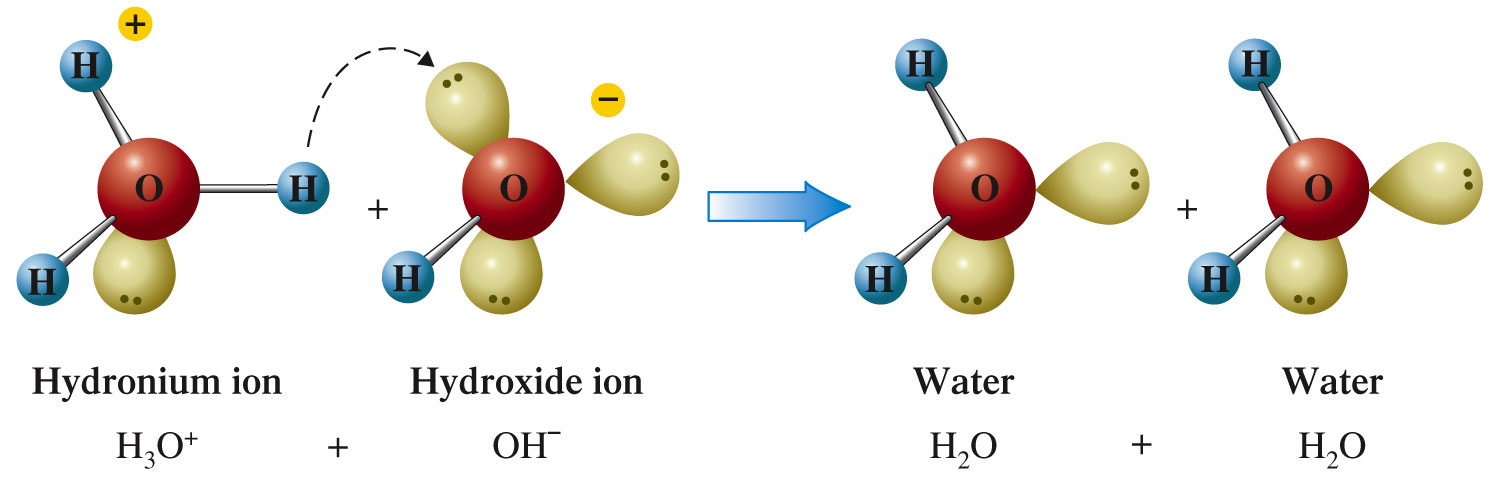 +
H
H
H
O
H
+
−
O
H
H
O
H
+
H
O
H
Hydronium ion
Hydroxide ion
Water
Water
H₃O⁺ + OH⁻
H₂O + H₂O